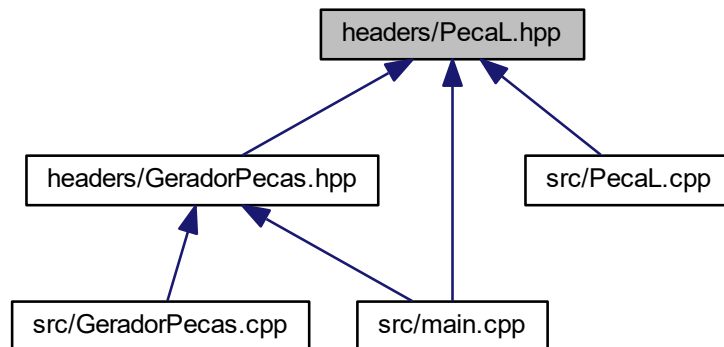 headers/PecaL.hpp
headers/GeradorPecas.hpp
src/PecaL.cpp
src/GeradorPecas.cpp
src/main.cpp